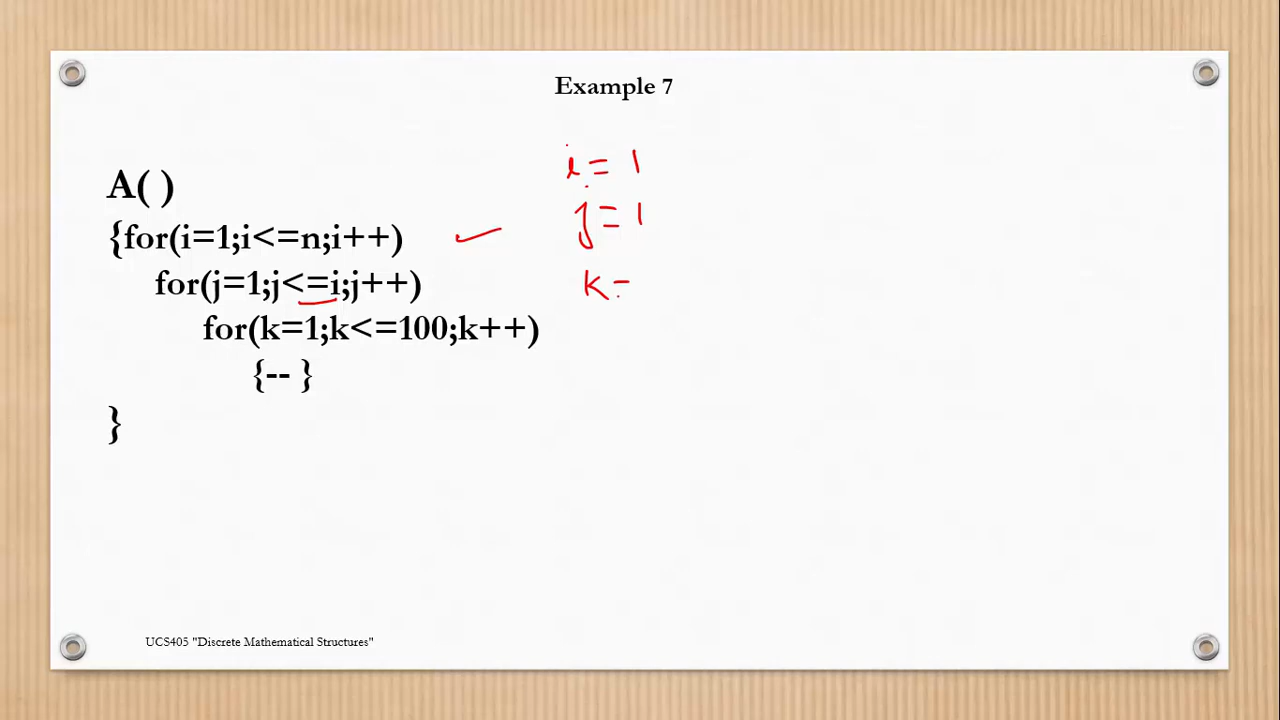 Example 7
A( )
{for(i=1;i<=n;i++)
for(j=1;j<=i;j++)
for(k=1;k<=100;k++)
{-- }
}
i = 1
j = 1
k =
UCS405 "Discrete Mathematical Structures"